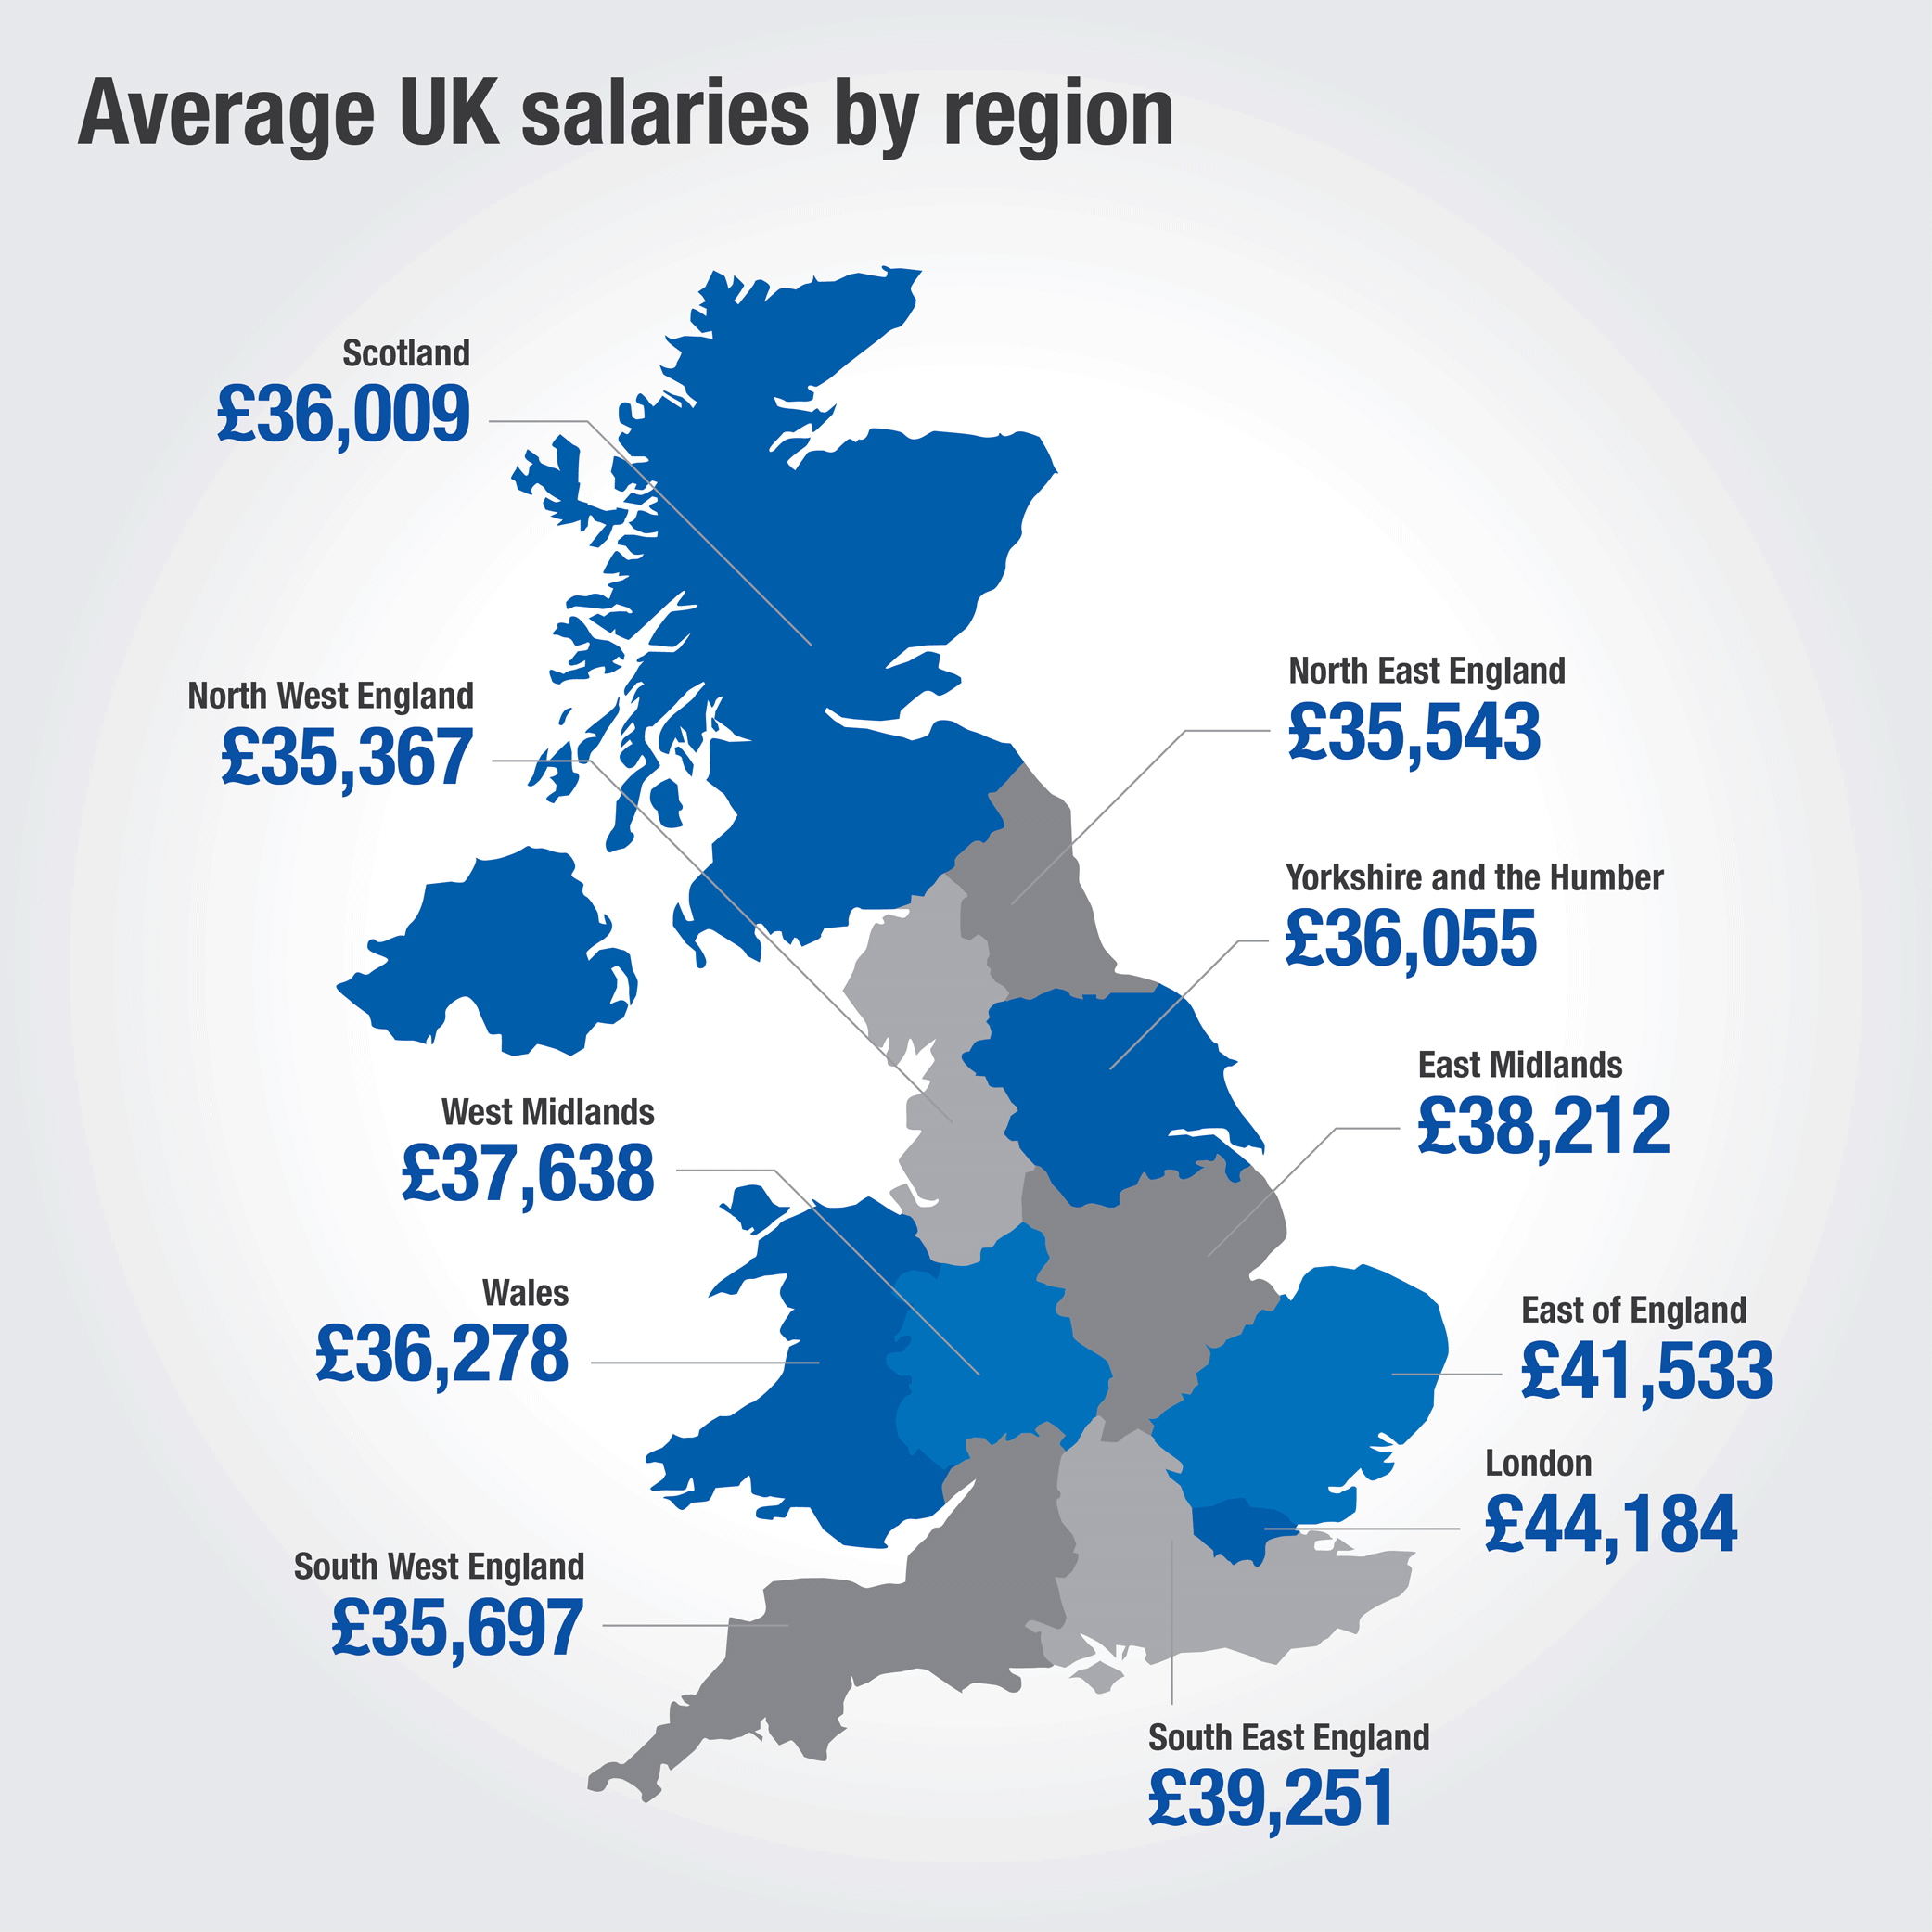 Average UK salaries by region
Scotland
£36,009
North West England
£35,367
North East England
£35,543
Yorkshire and the Humber
£36,055
East Midlands
£38,212
West Midlands
£37,638
Wales
£36,278
East of England
£41,533
London
£44,184
South West England
£35,697
South East England
£39,251